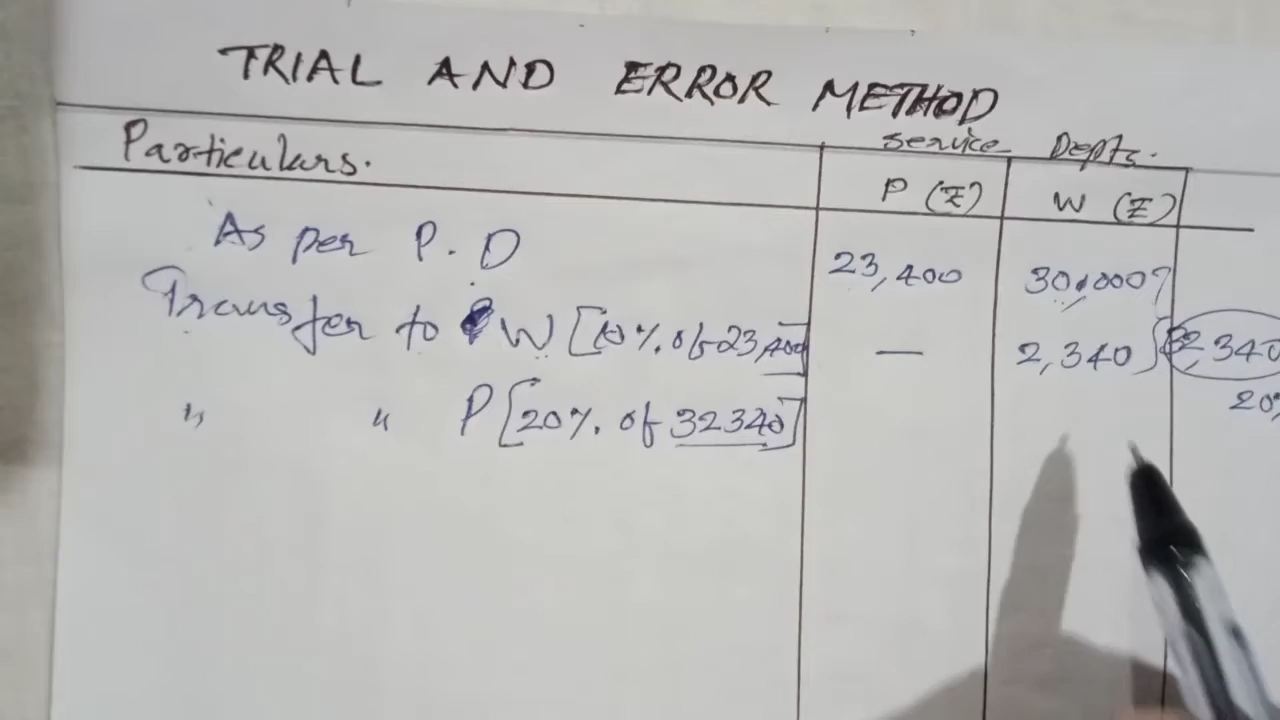 TRIAL AND ERROR METHOD
Particulars. Service Depts.
P (₹) W (₹)
As per P.D 23,400 30,000
Transfer to W [10% of 23,400] — 2,340 32,340
" " P [20% of 32340] 20%